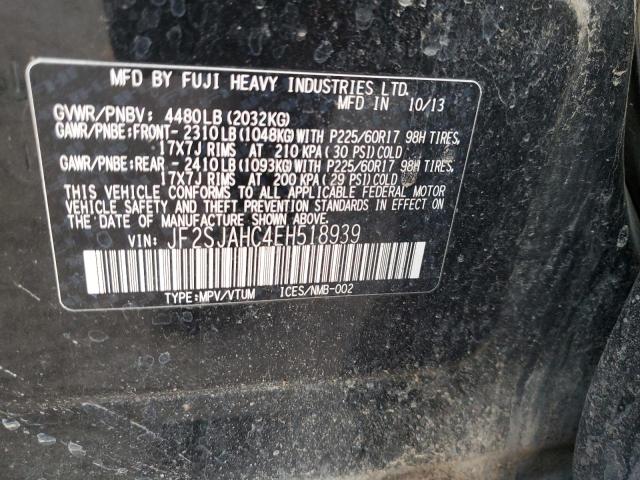 MFD BY FUJI HEAVY INDUSTRIES LTD.
MFD IN 10/13
GVWR/PNBV: 4480LB(2032KG)
GAWR/PNBE:FRONT- 2310LB(1048KG)WITH P225/60R17 98H TIRES,
17X7J RIMS AT 210 KPA(30 PSI)COLD
GAWR/PNBE:REAR - 2410LB(1093KG)WITH P225/60R17 98H TIRES,
17X7J RIMS AT 200 KPA(29 PSI)COLD
THIS VEHICLE CONFORMS TO ALL APPLICABLE FEDERAL MOTOR
VEHICLE SAFETY AND THEFT PREVENTION STANDARDS IN EFFECT
ON THE DATE OF MANUFACTURE SHOWN ABOVE.
VIN: JF2SJAHC4EH518939
TYPE:MPV/VTUM ICES/NMB-002